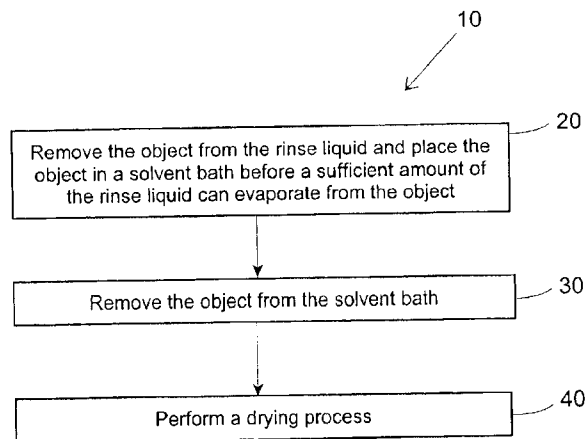 10
20
Remove the object from the rinse liquid and place the
object in a solvent bath before a sufficient amount of
the rinse liquid can evaporate from the object
30
Remove the object from the solvent bath
40
Perform a drying process